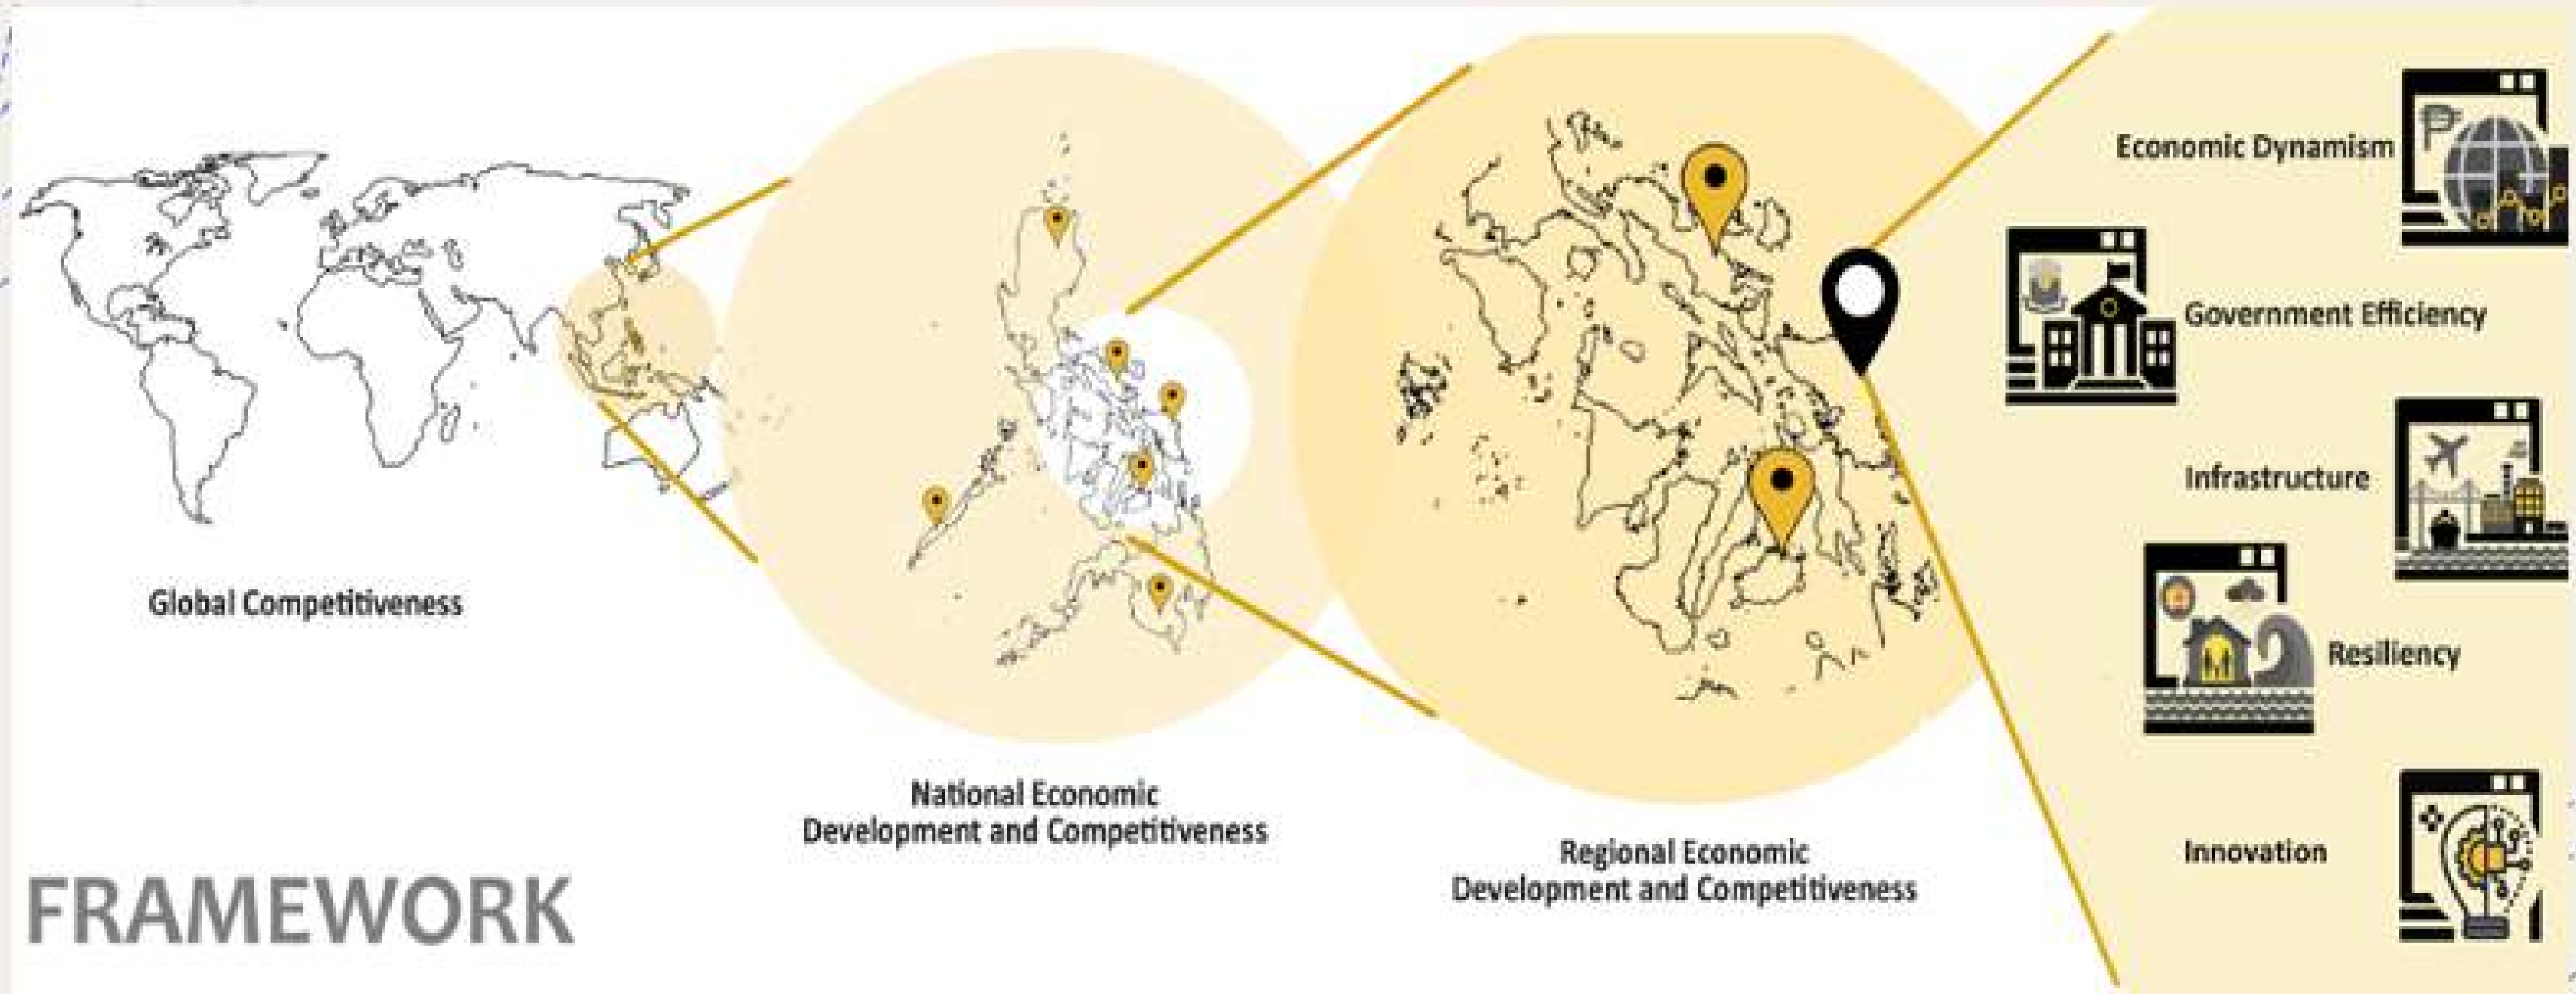 Global Competitiveness
National Economic
Development and Competitiveness
Regional Economic
Development and Competitiveness
Economic Dynamism
Government Efficiency
Infrastructure
Resiliency
Innovation
FRAMEWORK